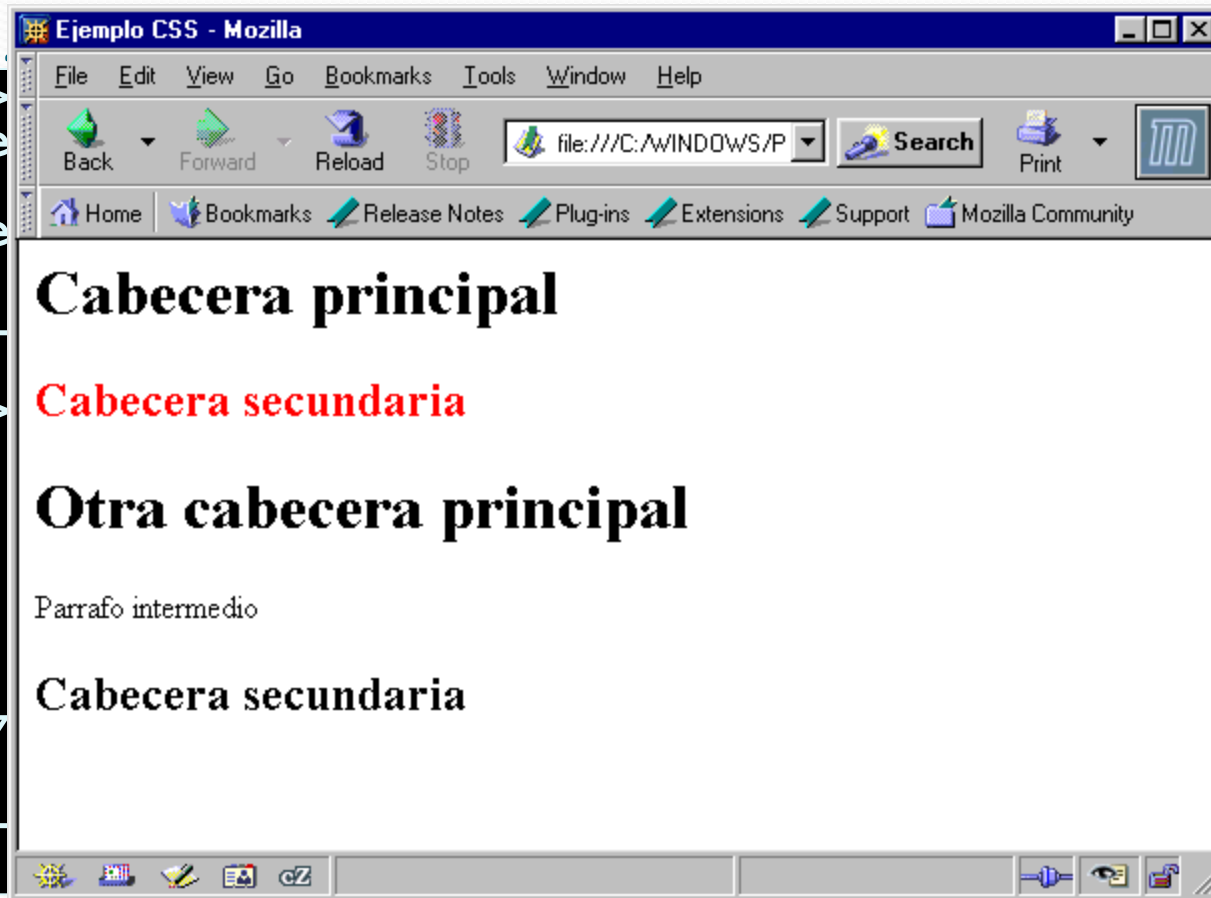 Ejemplo CSS - Mozilla
File Edit View Go Bookmarks Tools Window Help
Back Forward Reload Stop file:///C:/WINDOWS/P Search Print
Home Bookmarks Release Notes Plug-ins Extensions Support Mozilla Community
Cabecera principal
Cabecera secundaria
Otra cabecera principal
Parrafo intermedio
Cabecera secundaria